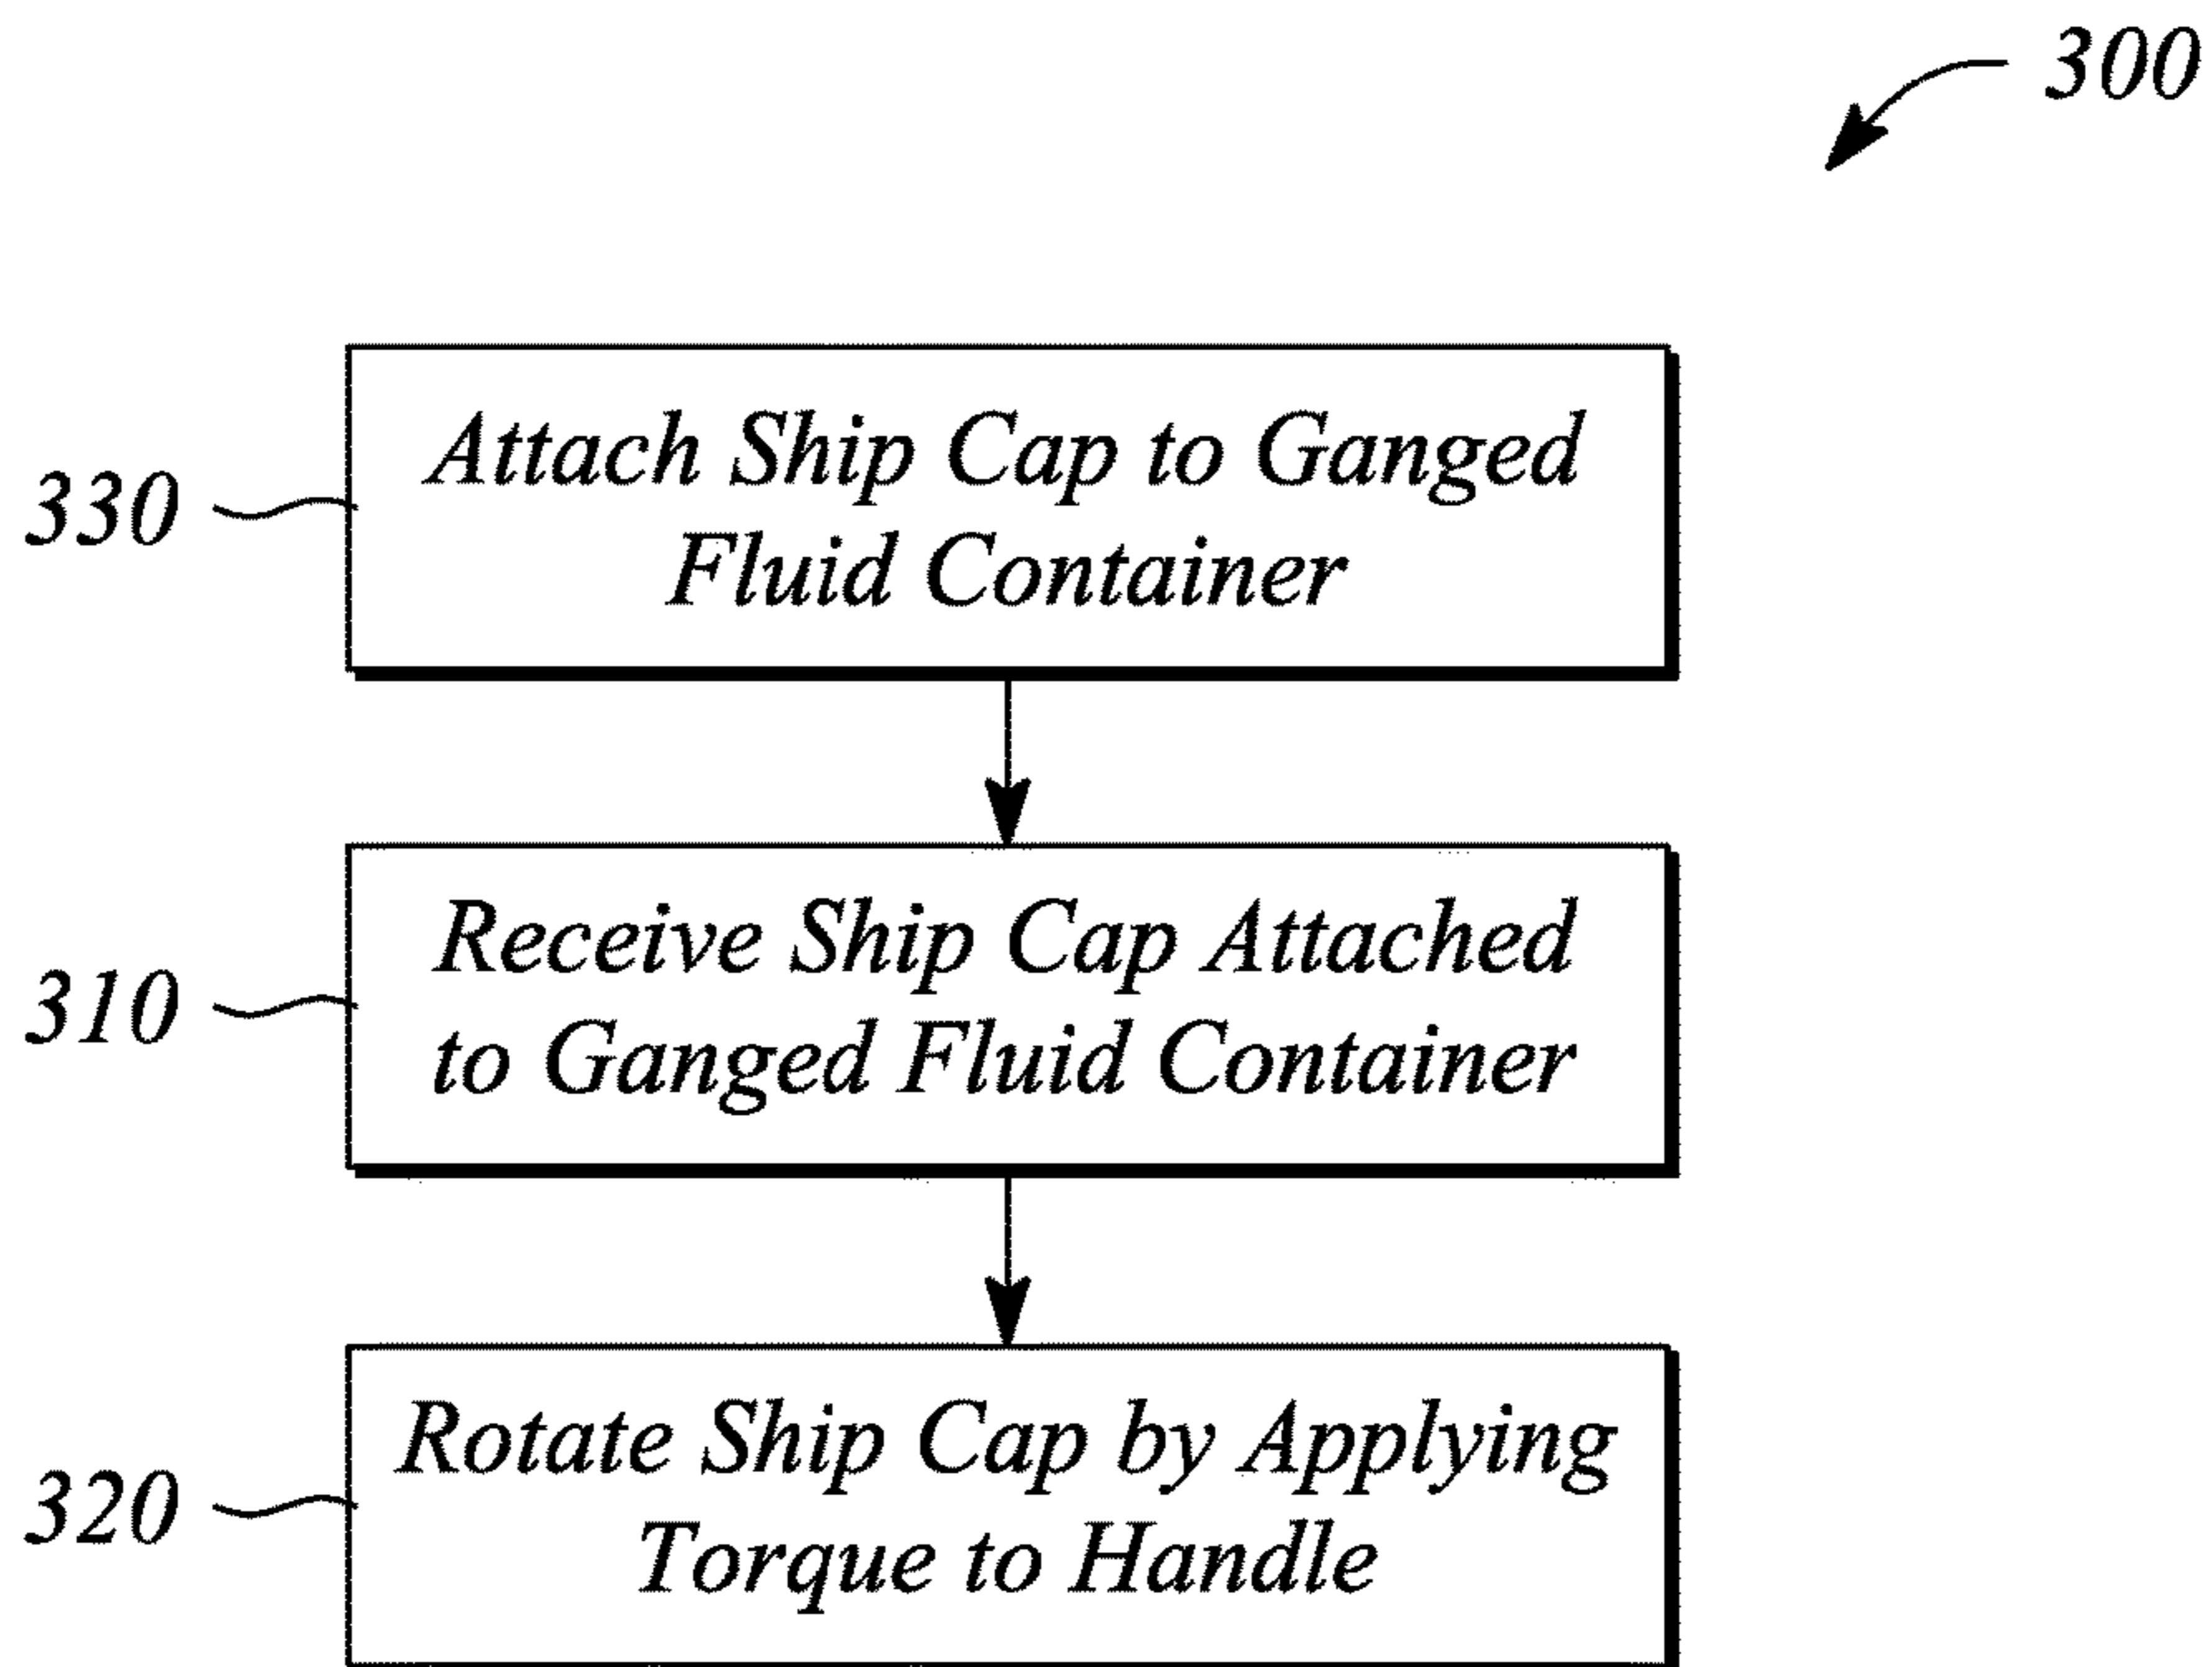 300
330
Attach Ship Cap to Ganged
Fluid Container
310
Receive Ship Cap Attached
to Ganged Fluid Container
320
Rotate Ship Cap by Applying
Torque to Handle